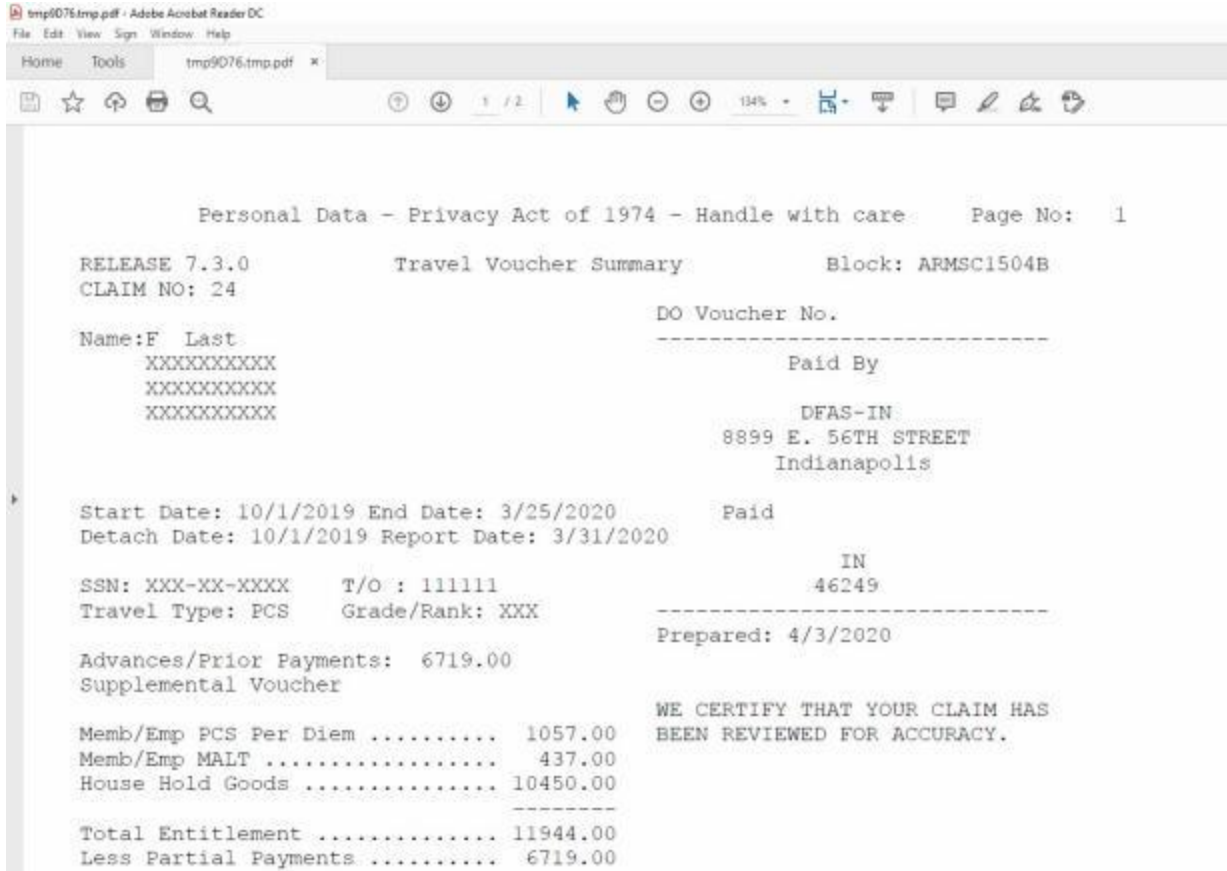 tmp9D76.tmp.pdf - Adobe Acrobat Reader DC
File Edit View Sign Window Help
Home Tools tmp9D76.tmp.pdf ×
1 / 2 134%
Personal Data - Privacy Act of 1974 - Handle with care Page No: 1
RELEASE 7.3.0 Travel Voucher Summary Block: ARMSC1504B
CLAIM NO: 24
DO Voucher No.
Name:F Last ------------------------------
XXXXXXXXXX Paid By
XXXXXXXXXX
XXXXXXXXXX DFAS-IN
8899 E. 56TH STREET
Indianapolis
Start Date: 10/1/2019 End Date: 3/25/2020 Paid
Detach Date: 10/1/2019 Report Date: 3/31/2020
IN
SSN: XXX-XX-XXXX T/O : 111111 46249
Travel Type: PCS Grade/Rank: XXX ------------------------------
Prepared: 4/3/2020
Advances/Prior Payments: 6719.00
Supplemental Voucher
WE CERTIFY THAT YOUR CLAIM HAS
Memb/Emp PCS Per Diem .......... 1057.00 BEEN REVIEWED FOR ACCURACY.
Memb/Emp MALT .................. 437.00
House Hold Goods ............... 10450.00
--------
Total Entitlement .............. 11944.00
Less Partial Payments .......... 6719.00